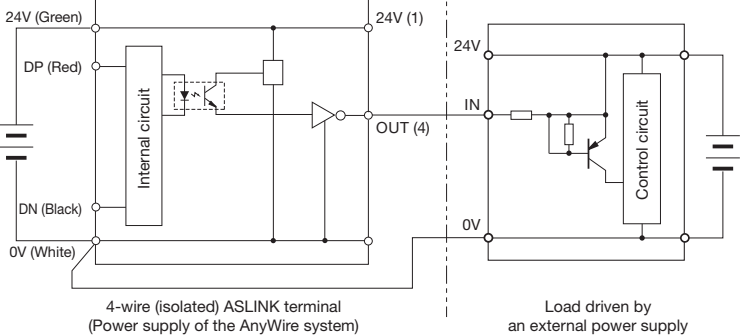 24V (Green)
24V (1)
DP (Red)
Internal circuit
OUT (4)
DN (Black)
0V (White)
24V
IN
Control circuit
0V
4-wire (isolated) ASLINK terminal
(Power supply of the AnyWire system)
Load driven by
an external power supply